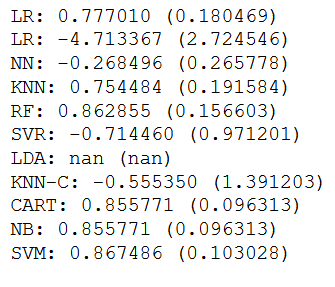 LR: 0.777010 (0.180469)
LR: -4.713367 (2.724546)
NN: -0.268496 (0.265778)
KNN: 0.754484 (0.191584)
RF: 0.862855 (0.156603)
SVR: -0.714460 (0.971201)
LDA: nan (nan)
KNN-C: -0.555350 (1.391203)
CART: 0.855771 (0.096313)
NB: 0.855771 (0.096313)
SVM: 0.867486 (0.103028)